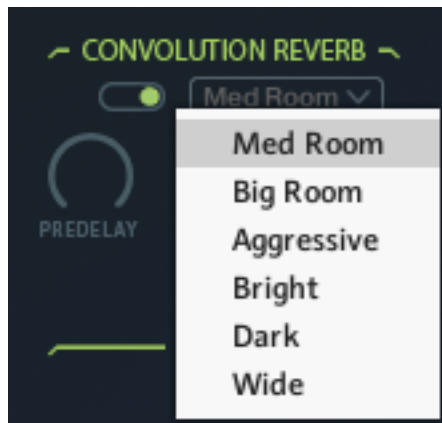 CONVOLUTION REVERB
Med Room
Med Room
Big Room
PREDELAY
Aggressive
Bright
Dark
Wide